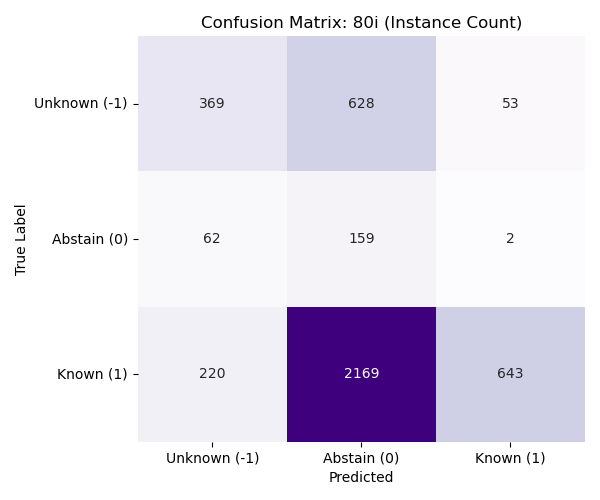 Confusion Matrix: 80i (Instance Count)
True Label
Unknown (-1) 369 628 53
Abstain (0) 62 159 2
Known (1) 220 2169 643
Unknown (-1) Abstain (0) Known (1)
Predicted